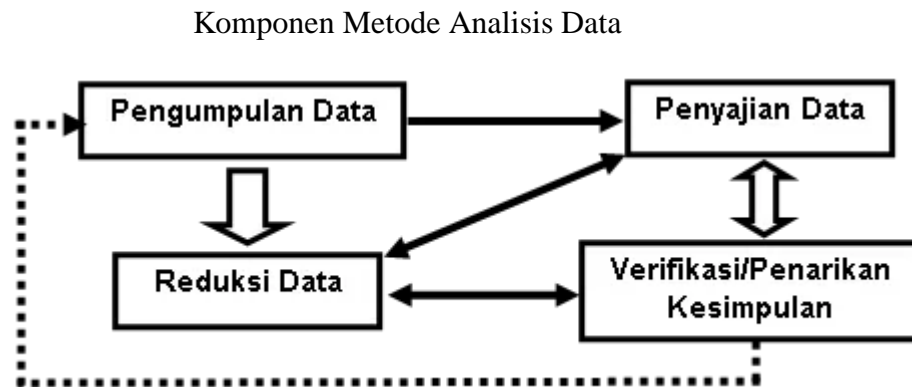 Komponen Metode Analisis Data
Pengumpulan Data
Penyajian Data
Reduksi Data
Verifikasi/Penarikan
Kesimpulan